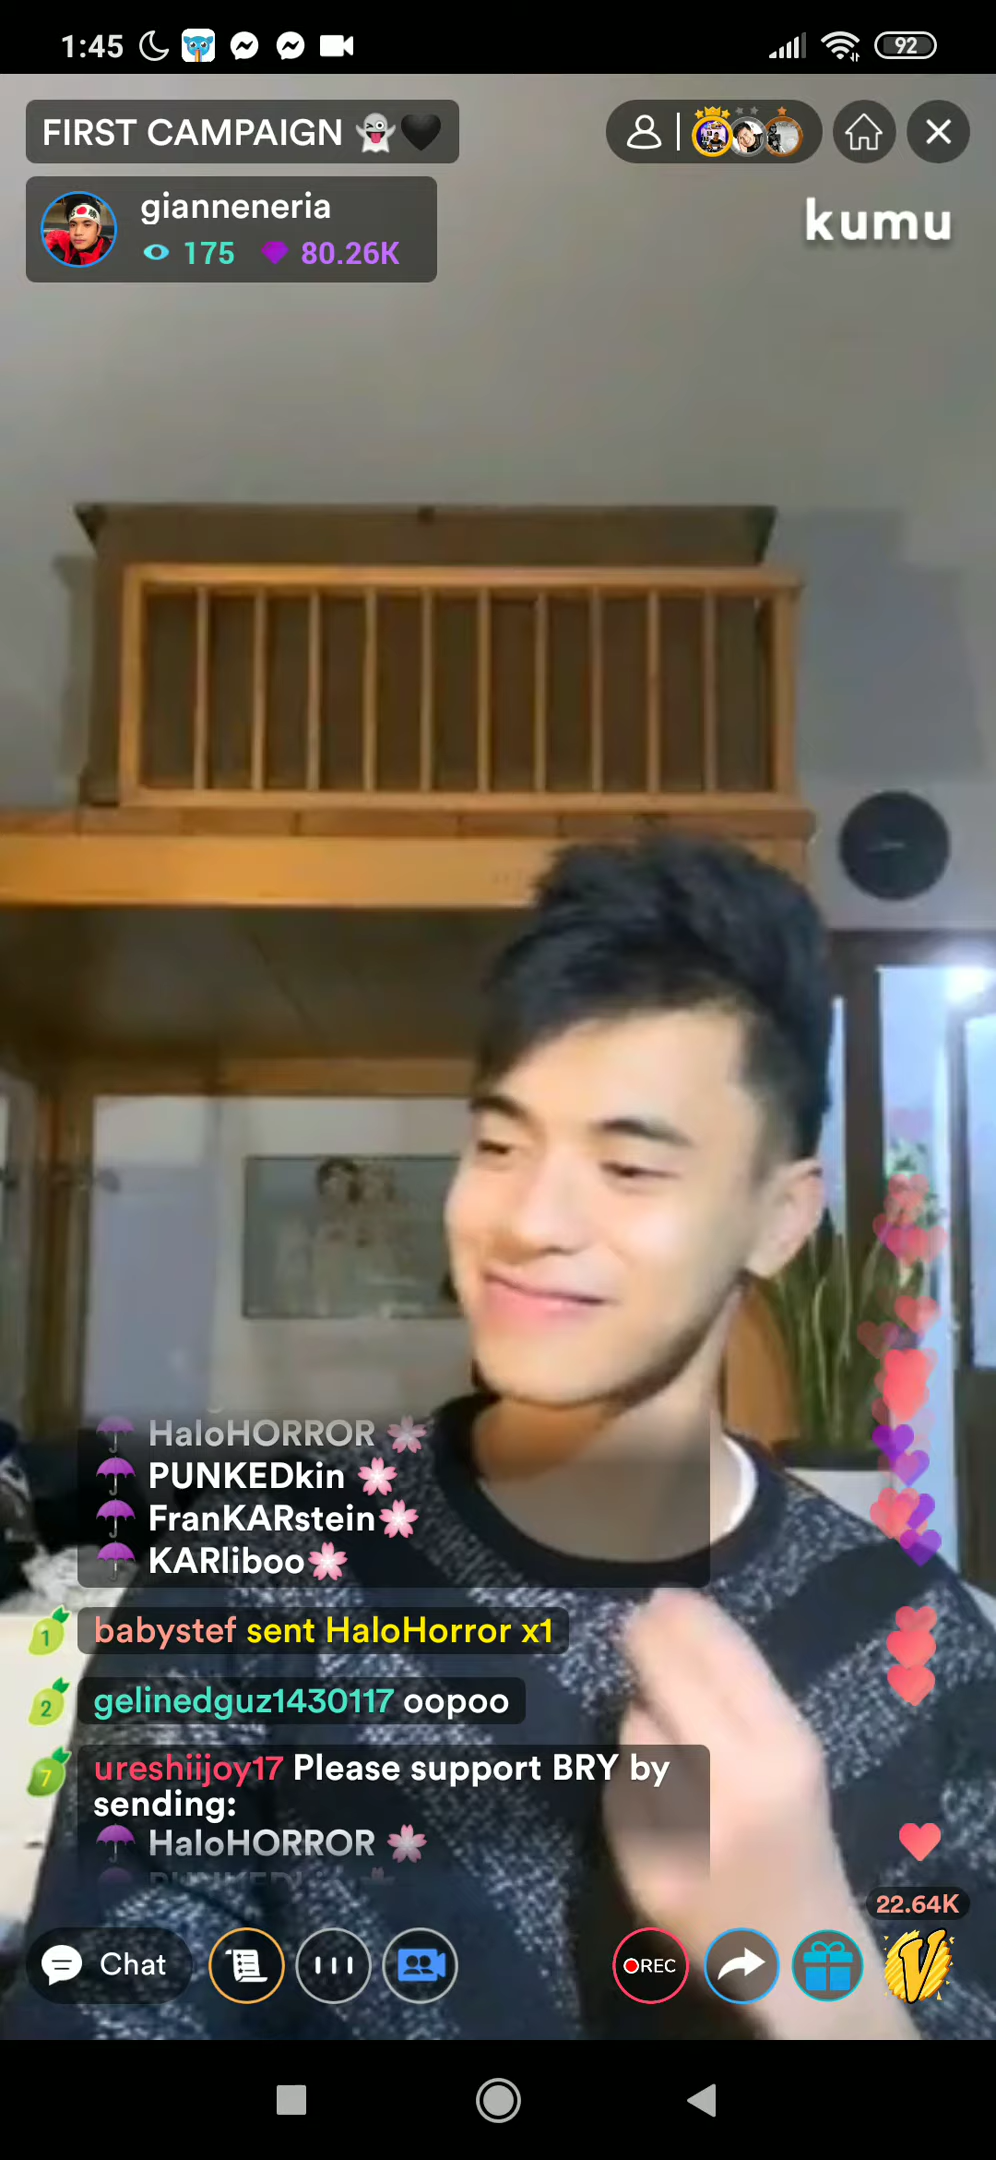 1:45
92
FIRST CAMPAIGN 👻🖤
gianneneria
175 80.26K
kumu
HaloHORROR 🌸
PUNKEDkin 🌸
FranKARstein🌸
KARliboo🌸
1 babystef sent HaloHorror x1
2 gelinedguz1430117 oopoo
7 ureshiijoy17 Please support BRY by
sending:
HaloHORROR 🌸
22.64K
Chat
REC
V